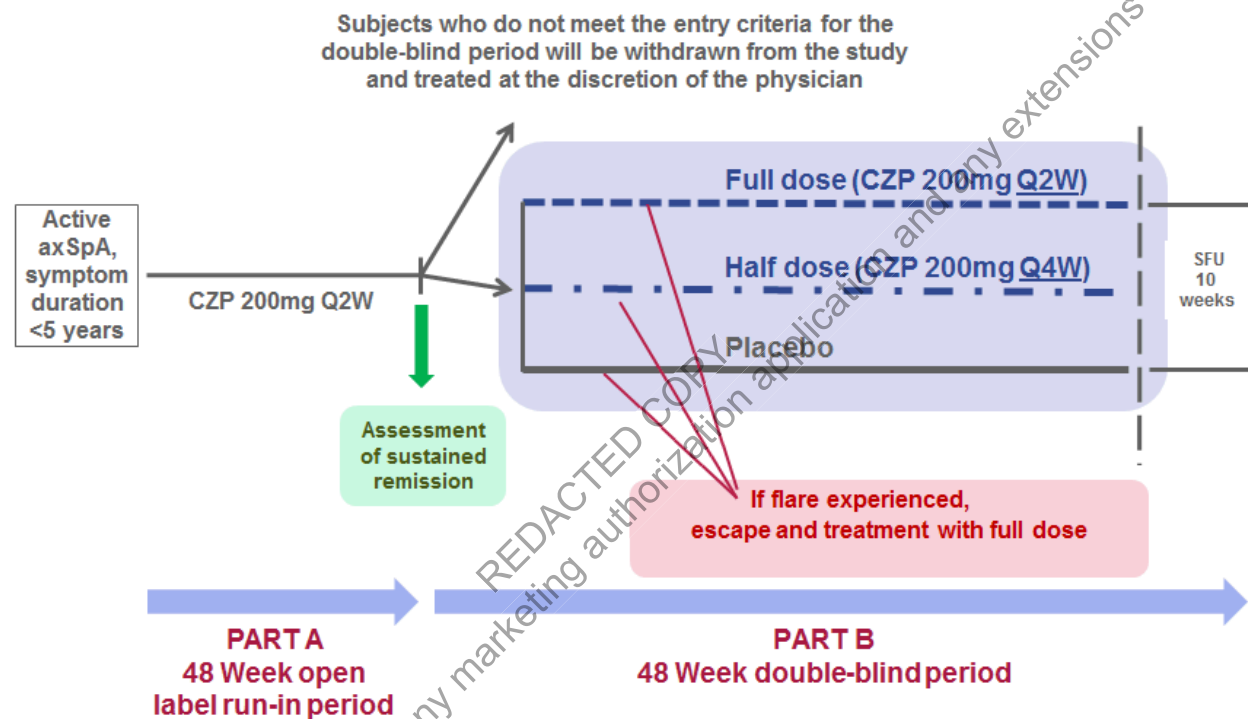 Subjects who do not meet the entry criteria for the
double-blind period will be withdrawn from the study
and treated at the discretion of the physician
Full dose (CZP 200mg Q2W)
Active
axSpA,
symptom
duration
<5 years
CZP 200mg Q2W
Half dose (CZP 200mg Q4W)
SFU
10
weeks
Placebo
Assessment
of sustained
remission
If flare experienced,
escape and treatment with full dose
PART A
48 Week open
label run-in period
PART B
48 Week double-blind period
REDACTED COPY
any marketing authorization application and any extensions